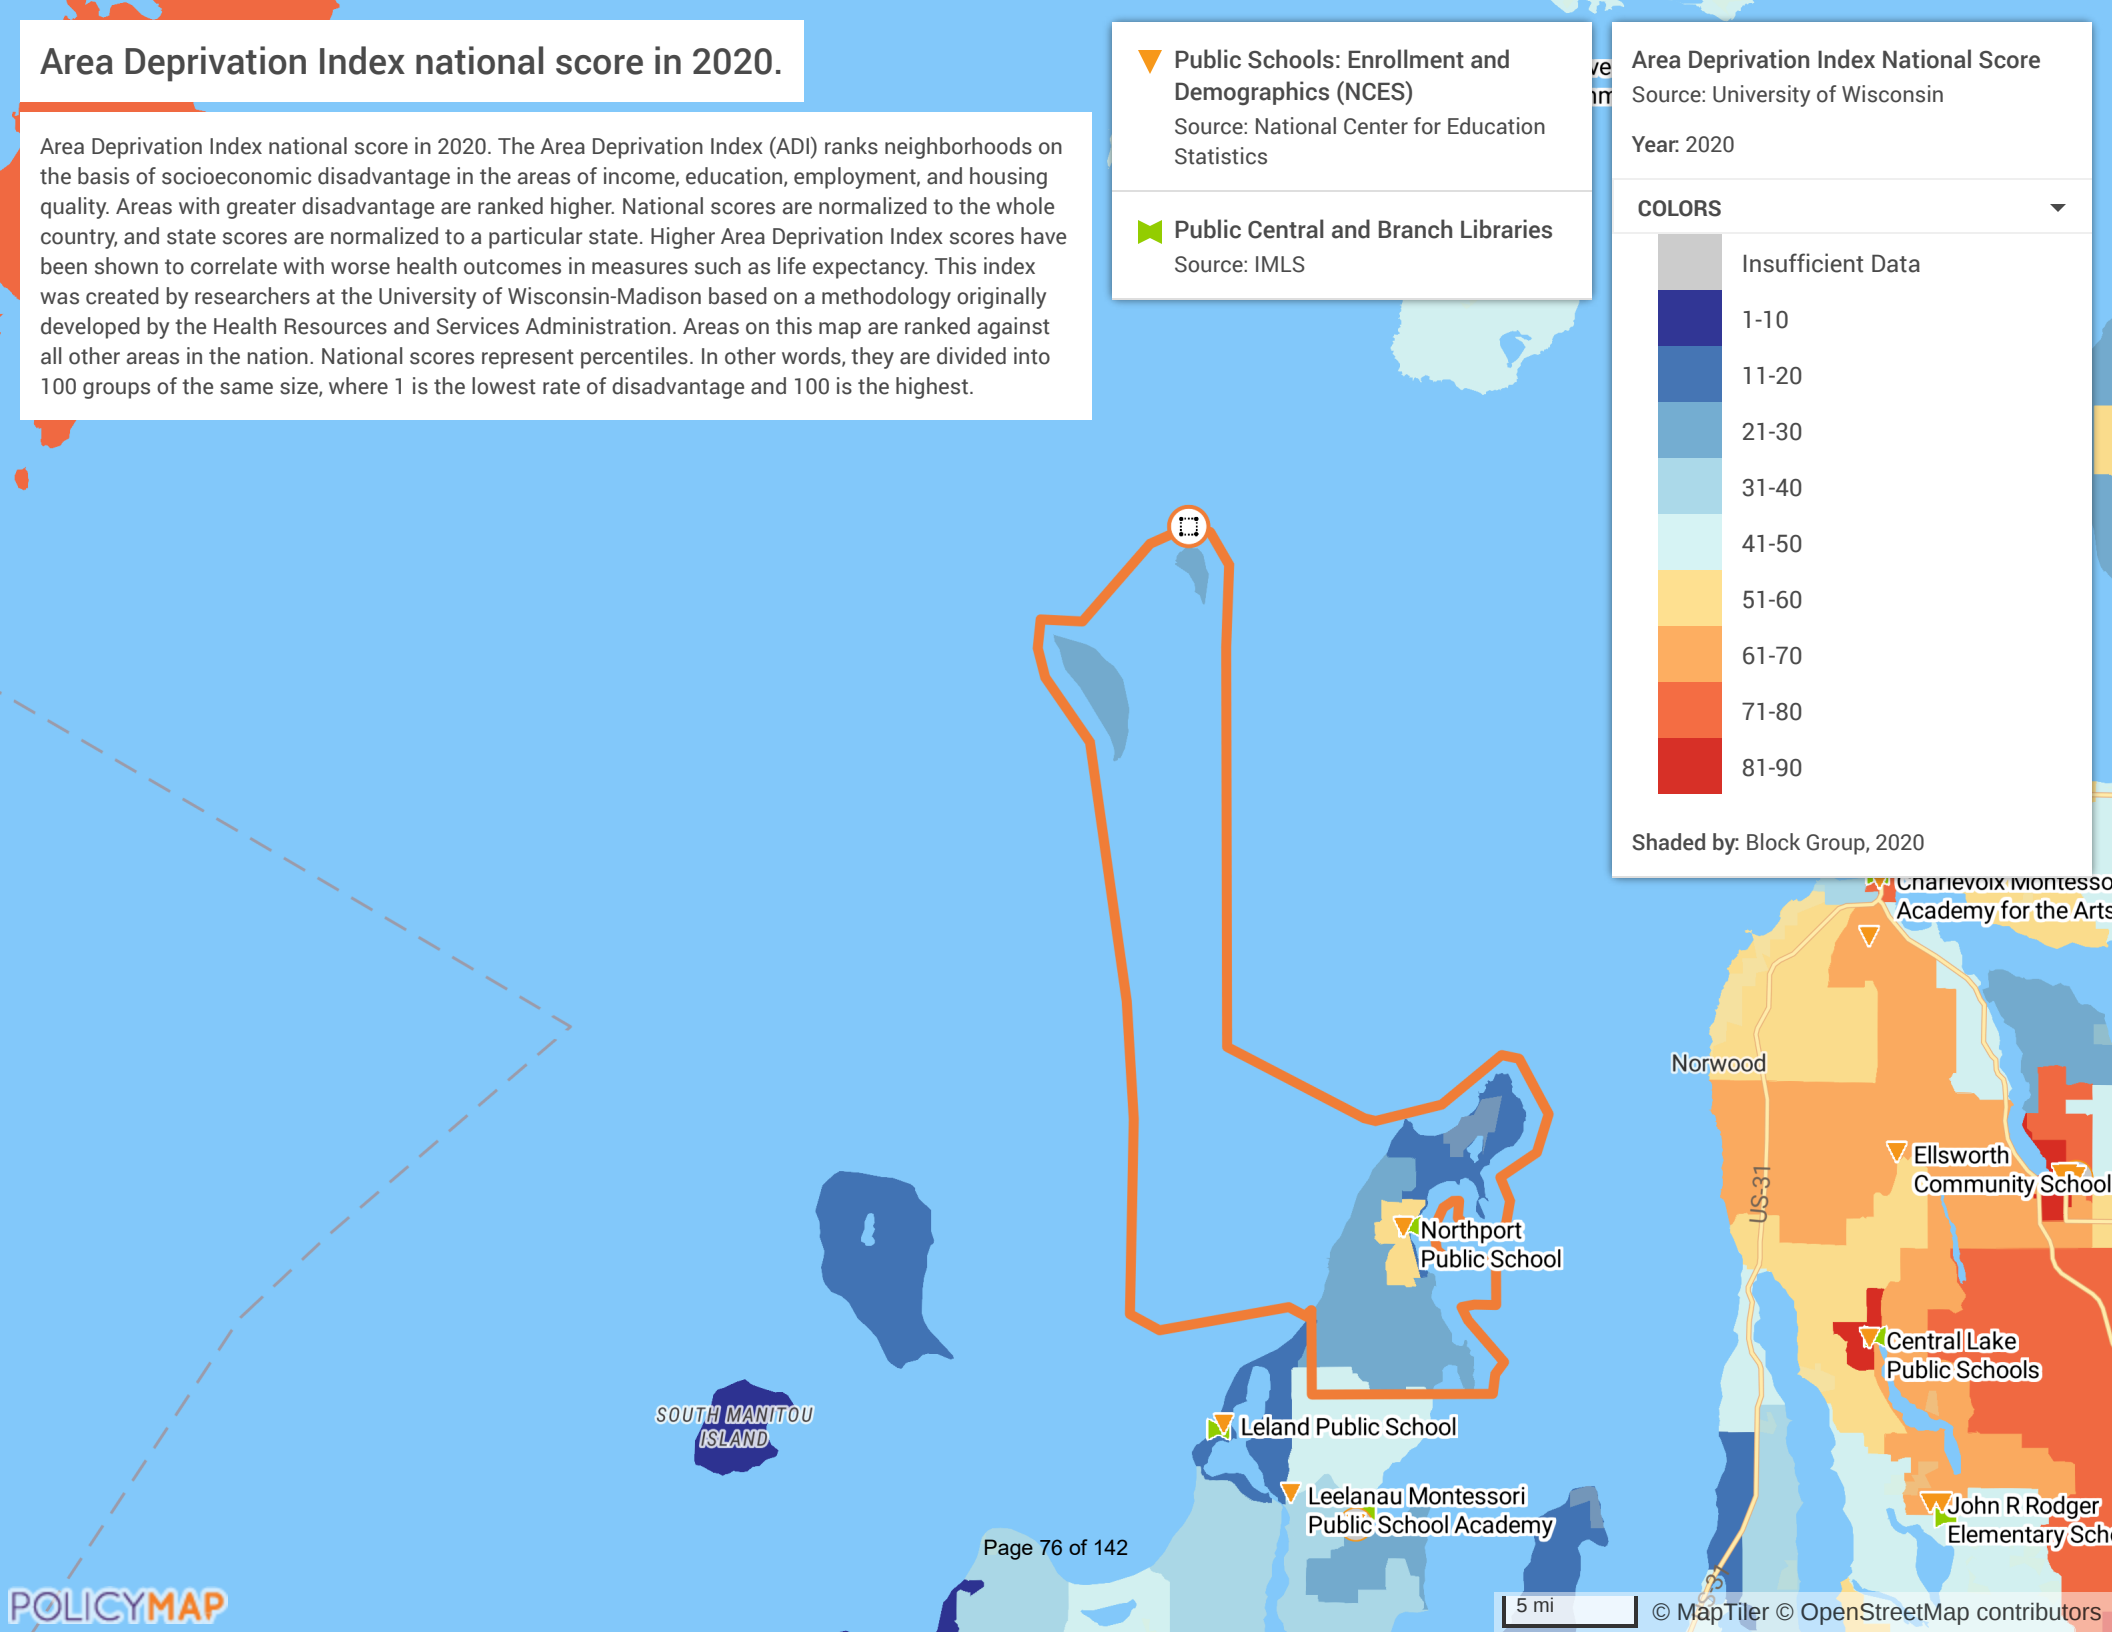 Area Deprivation Index national score in 2020.
Area Deprivation Index national score in 2020. The Area Deprivation Index (ADI) ranks neighborhoods on
the basis of socioeconomic disadvantage in the areas of income, education, employment, and housing
quality. Areas with greater disadvantage are ranked higher. National scores are normalized to the whole
country, and state scores are normalized to a particular state. Higher Area Deprivation Index scores have
been shown to correlate with worse health outcomes in measures such as life expectancy. This index
was created by researchers at the University of Wisconsin-Madison based on a methodology originally
developed by the Health Resources and Services Administration. Areas on this map are ranked against
all other areas in the nation. National scores represent percentiles. In other words, they are divided into
100 groups of the same size, where 1 is the lowest rate of disadvantage and 100 is the highest.
Public Schools: Enrollment and
Demographics (NCES)
Source: National Center for Education
Statistics
Public Central and Branch Libraries
Source: IMLS
Area Deprivation Index National Score
Source: University of Wisconsin
Year: 2020
COLORS
Insufficient Data
1-10
11-20
21-30
31-40
41-50
51-60
61-70
71-80
81-90
Shaded by: Block Group, 2020
Charlevoix Montesso
Academy for the Arts
Norwood
US-31
Ellsworth
Community School
Northport
Public School
Central Lake
Public Schools
SOUTH MANITOU
ISLAND
Leland Public School
Leelanau Montessori
Public School Academy
John R Rodger
Elementary Sch
Page 76 of 142
POLICYMAP
5 mi
© MapTiler © OpenStreetMap contributors